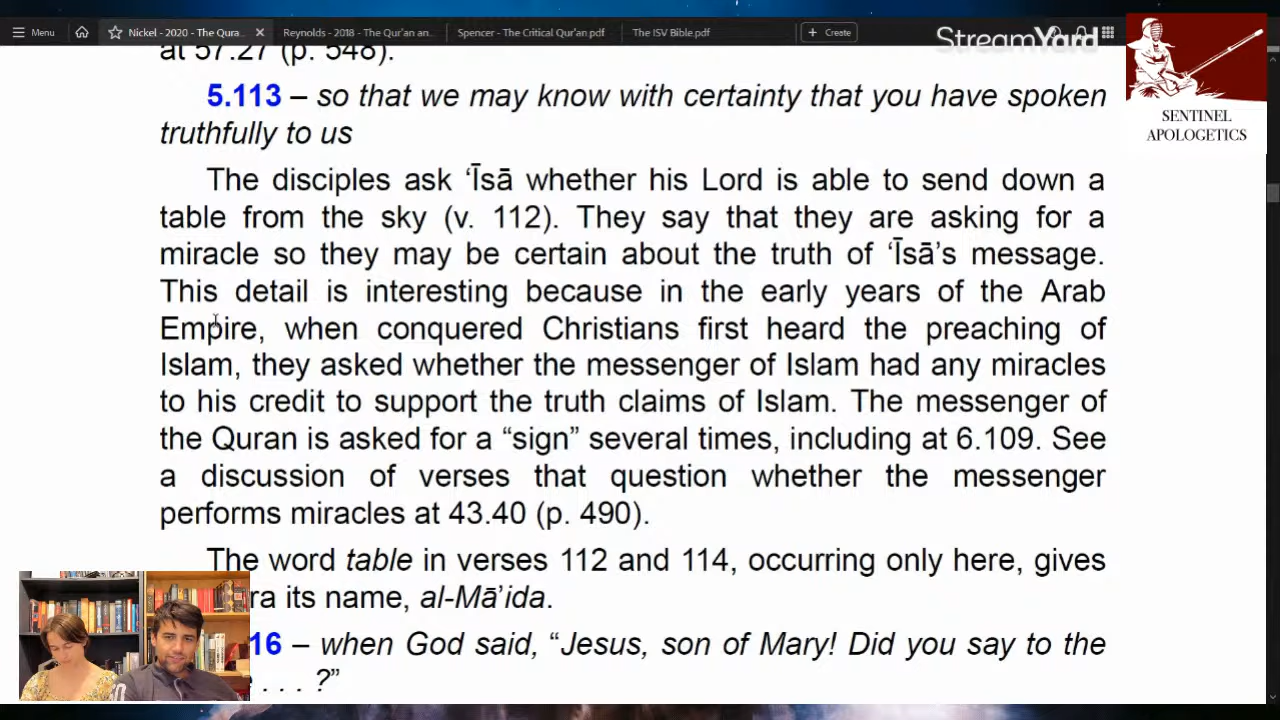 Menu
Nickel - 2020 - The Qura...
Reynolds - 2018 - The Qur'an an...
Spencer - The Critical Qur'an pdf
The ISV Bible.pdf
+ Create
StreamYard
SENTINEL
APOLOGETICS
at 57.27 (p. 548).
5.113 – so that we may know with certainty that you have spoken
truthfully to us
The disciples ask ‘Īsā whether his Lord is able to send down a
table from the sky (v. 112). They say that they are asking for a
miracle so they may be certain about the truth of ‘Īsā’s message.
This detail is interesting because in the early years of the Arab
Empire, when conquered Christians first heard the preaching of
Islam, they asked whether the messenger of Islam had any miracles
to his credit to support the truth claims of Islam. The messenger of
the Quran is asked for a “sign” several times, including at 6.109. See
a discussion of verses that question whether the messenger
performs miracles at 43.40 (p. 490).
The word table in verses 112 and 114, occurring only here, gives
ra its name, al-Mā’ida.
16 – when God said, “Jesus, son of Mary! Did you say to the
. . . ?”